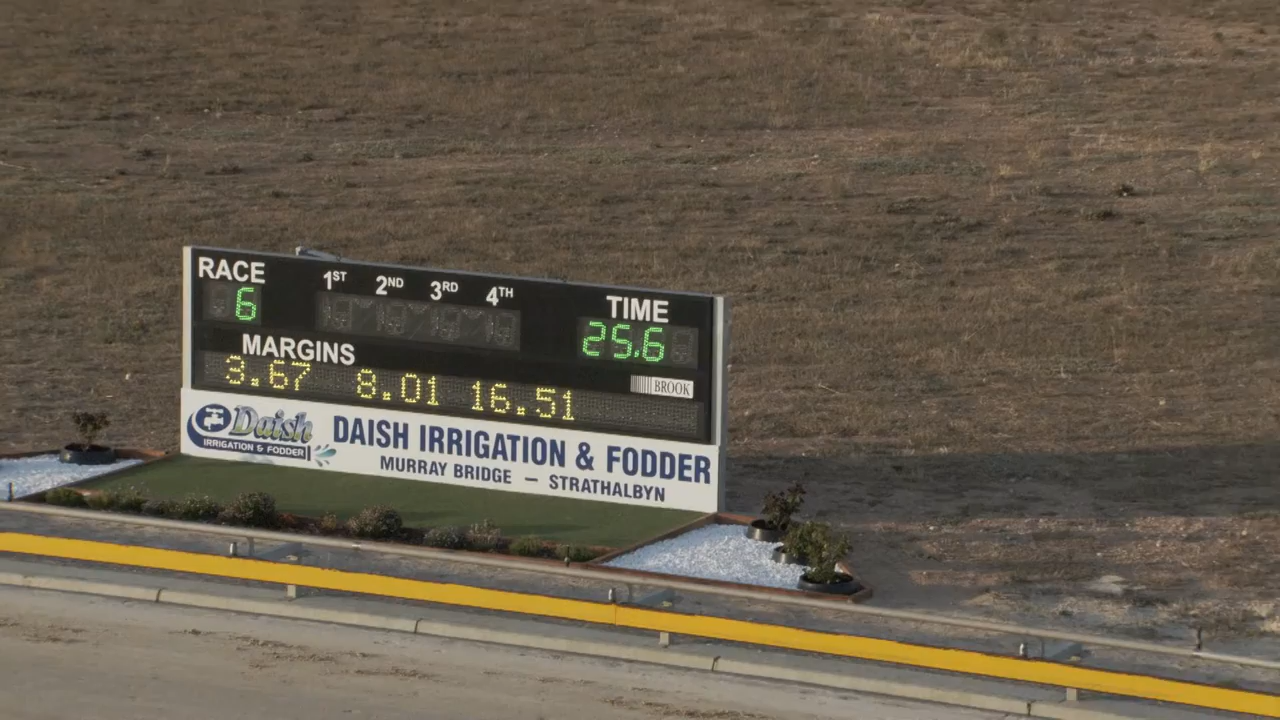 RACE 1ST 2ND 3RD 4TH TIME
6 25.6
MARGINS
3.67 8.01 16.51
BROOK
Daish
IRRIGATION & FODDER
DAISH IRRIGATION & FODDER
MURRAY BRIDGE — STRATHALBYN